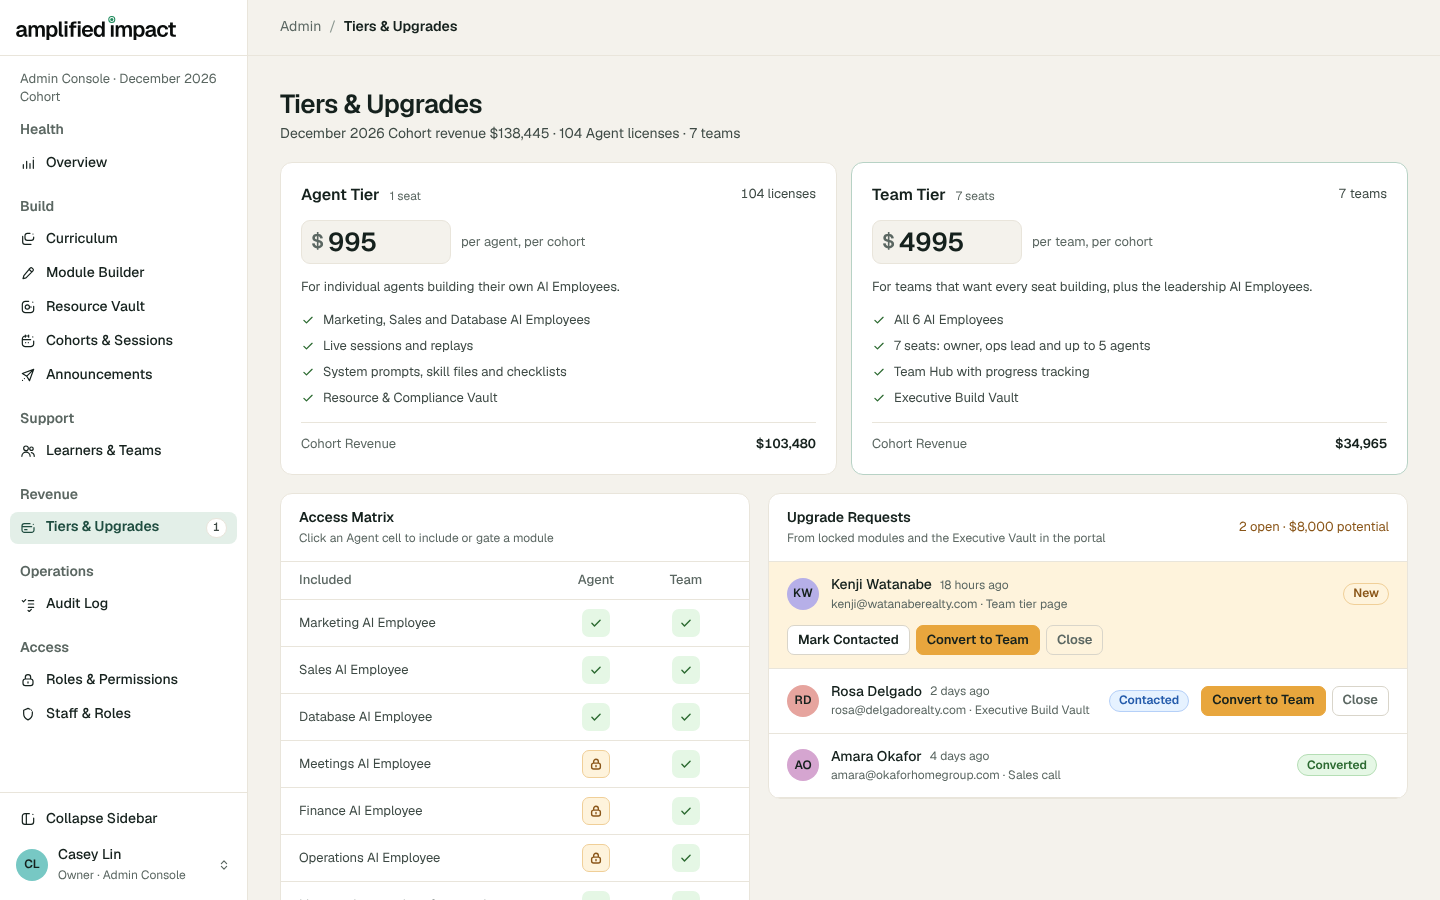 amplified impact
Admin Console · December 2026
Cohort
Health
Overview
Build
Curriculum
Module Builder
Resource Vault
Cohorts & Sessions
Announcements
Support
Learners & Teams
Revenue
Tiers & Upgrades 1
Operations
Audit Log
Access
Roles & Permissions
Staff & Roles
Collapse Sidebar
CL
Casey Lin
Owner · Admin Console
Admin / Tiers & Upgrades
Tiers & Upgrades
December 2026 Cohort revenue $138,445 · 104 Agent licenses · 7 teams
Agent Tier 1 seat 104 licenses
$ 995 per agent, per cohort
For individual agents building their own AI Employees.
Marketing, Sales and Database AI Employees
Live sessions and replays
System prompts, skill files and checklists
Resource & Compliance Vault
Cohort Revenue $103,480
Team Tier 7 seats 7 teams
$ 4995 per team, per cohort
For teams that want every seat building, plus the leadership AI Employees.
All 6 AI Employees
7 seats: owner, ops lead and up to 5 agents
Team Hub with progress tracking
Executive Build Vault
Cohort Revenue $34,965
Access Matrix
Click an Agent cell to include or gate a module
Included Agent Team
Marketing AI Employee
Sales AI Employee
Database AI Employee
Meetings AI Employee
Finance AI Employee
Operations AI Employee
Upgrade Requests
From locked modules and the Executive Vault in the portal
2 open · $8,000 potential
KW
Kenji Watanabe 18 hours ago
kenji@watanaberealty.com · Team tier page
New
Mark Contacted Convert to Team Close
RD
Rosa Delgado 2 days ago
rosa@delgadorealty.com · Executive Build Vault
Contacted Convert to Team Close
AO
Amara Okafor 4 days ago
amara@okaforhomegroup.com · Sales call
Converted